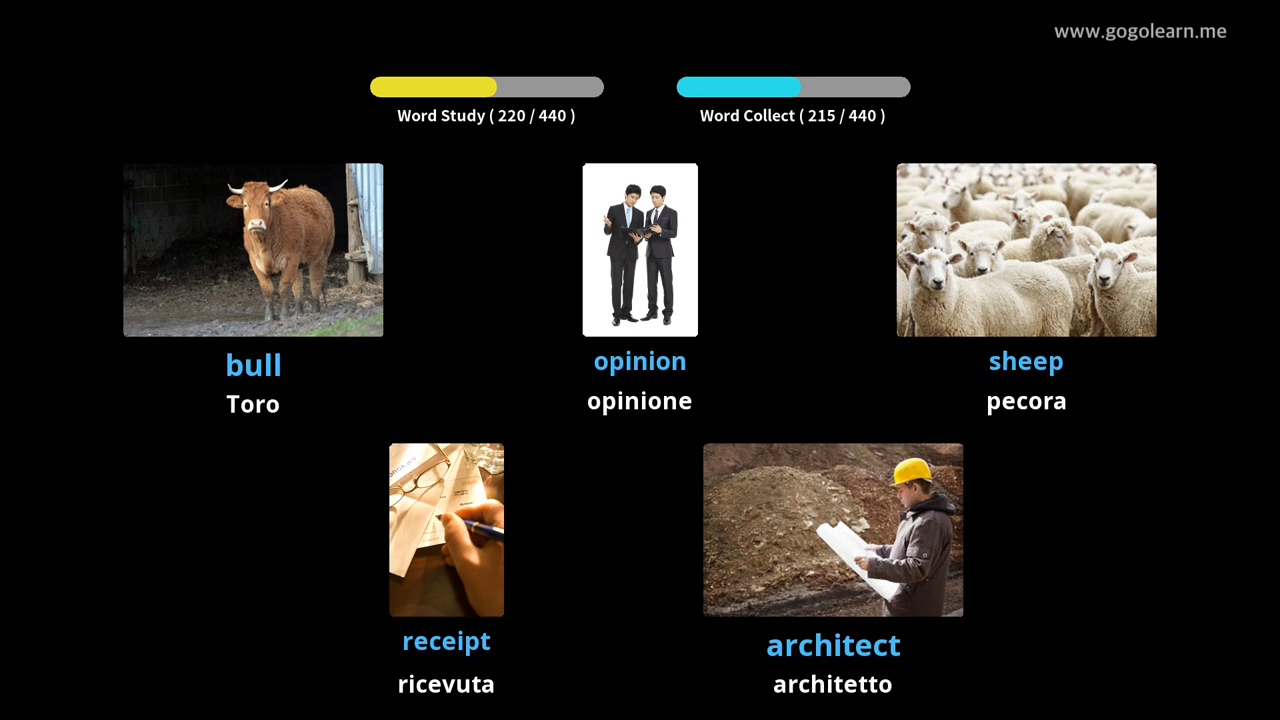 www.gogolearn.me
Word Study ( 220 / 440 )
Word Collect ( 215 / 440 )
bull
Toro
opinion
opinione
sheep
pecora
receipt
ricevuta
architect
architetto